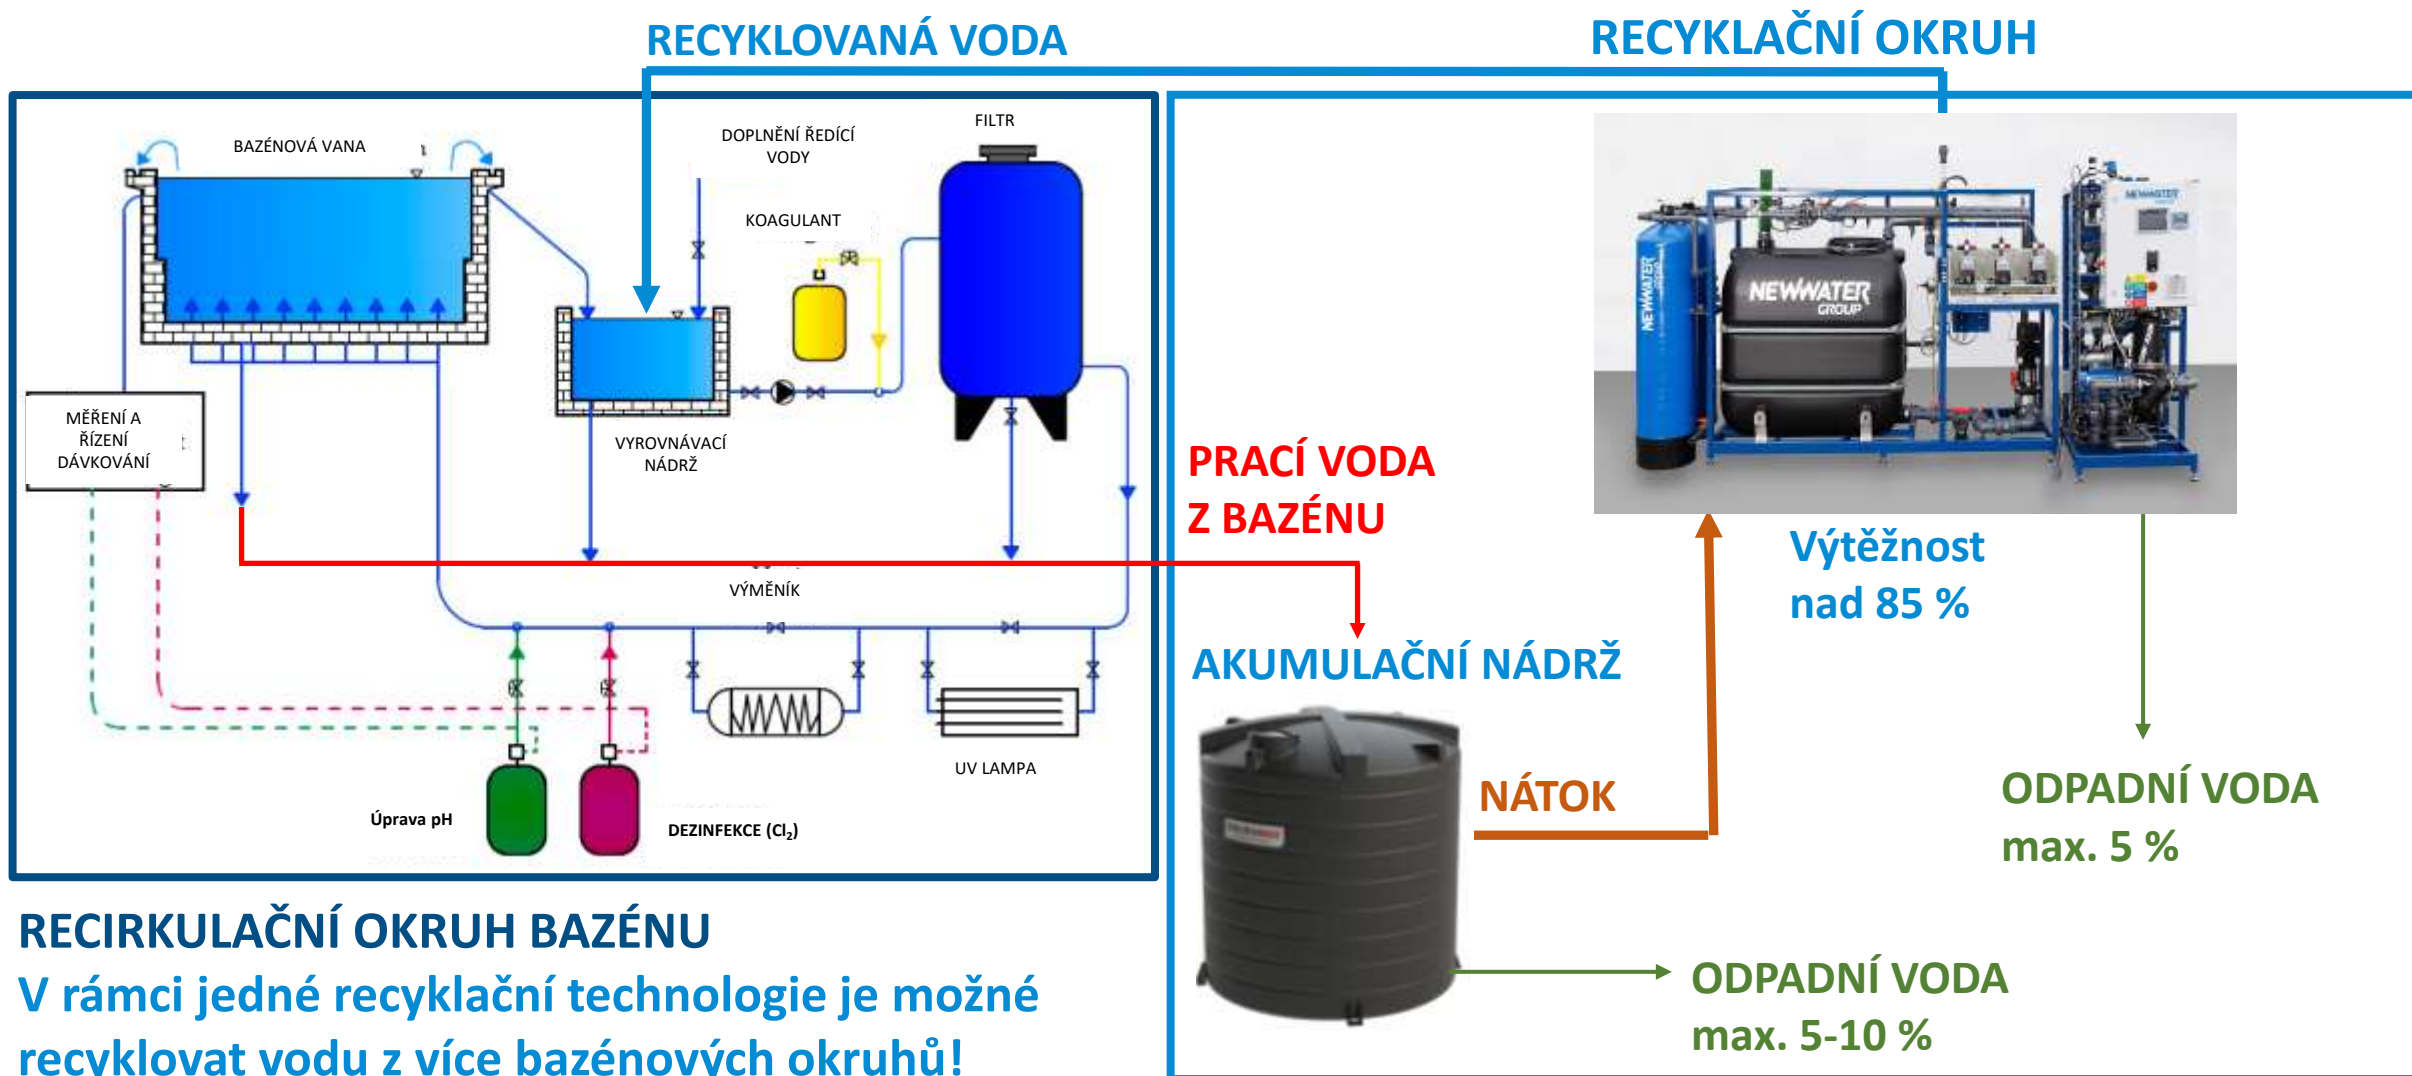 RECYKLOVANÁ VODA
RECYKLAČNÍ OKRUH
BAZÉNOVÁ VANA
DOPLNĚNÍ ŘEDÍCÍ
VODY
FILTR
KOAGULANT
MĚŘENÍ A
ŘÍZENÍ
DÁVKOVÁNÍ
VYROVNÁVACÍ
NÁDRŽ
VÝMĚNÍK
UV LAMPA
Úprava pH
DEZINFEKCE (Cl₂)
NEWWATER
GROUP
NEWWATER
NEWWATER
PRACÍ VODA
Z BAZÉNU
Výtěžnost
nad 85 %
AKUMULAČNÍ NÁDRŽ
NÁTOK
ODPADNÍ VODA
max. 5 %
ODPADNÍ VODA
max. 5-10 %
RECIRKULAČNÍ OKRUH BAZÉNU
V rámci jedné recyklační technologie je možné
recyklovat vodu z více bazénových okruhů!